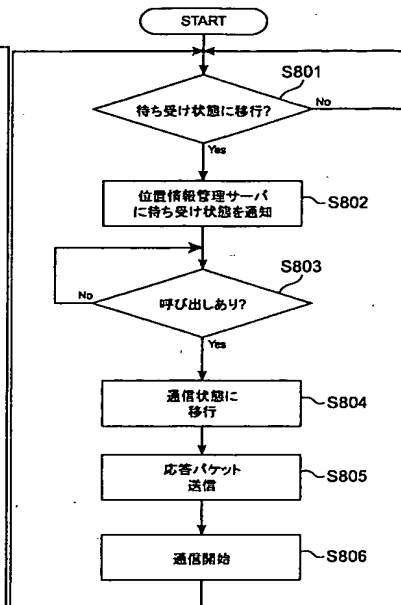 START
S801
待ち受け状態に移行?
No
Yes
位置情報管理サーバ
に待ち受け状態を通知
S802
S803
No
呼び出しあり?
Yes
通信状態に
移行
S804
応答パケット
送信
S805
通信開始
S806